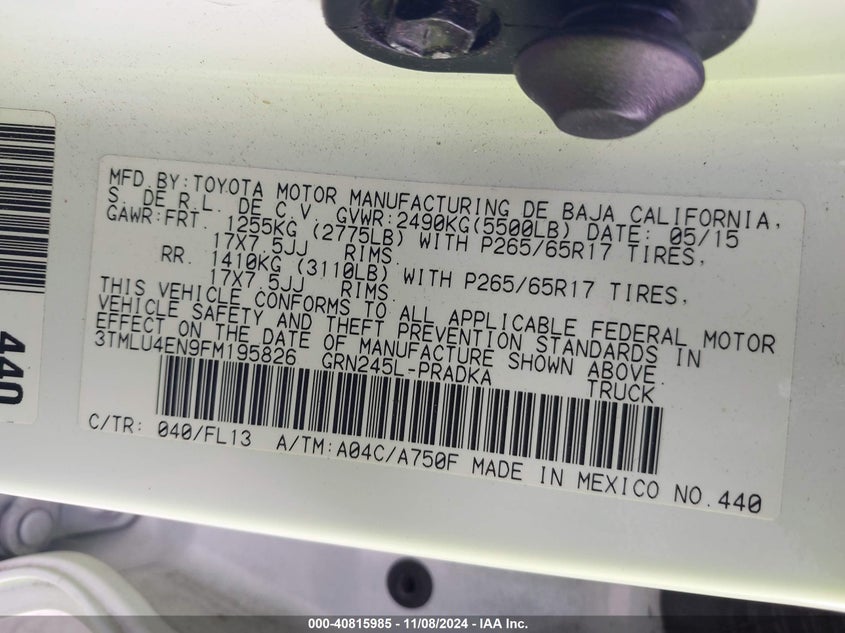 MFD.BY:TOYOTA MOTOR MANUFACTURING DE BAJA CALIFORNIA,
S. DE R.L. DE C.V. GVWR:2490KG(5500LB) DATE: 05/15
GAWR:FRT. 1255KG (2775LB) WITH P265/65R17 TIRES,
17X7.5JJ RIMS.
RR. 1410KG (3110LB) WITH P265/65R17 TIRES,
17X7.5JJ RIMS.
THIS VEHICLE CONFORMS TO ALL APPLICABLE FEDERAL MOTOR
VEHICLE SAFETY AND THEFT PREVENTION STANDARDS IN
EFFECT ON THE DATE OF MANUFACTURE SHOWN ABOVE.
3TMLU4EN9FM195826 GRN245L-PRADKA TRUCK
C/TR: 040/FL13 A/TM:A04C/A750F MADE IN MEXICO NO.440
440
000-40815985 - 11/08/2024 - IAA Inc.